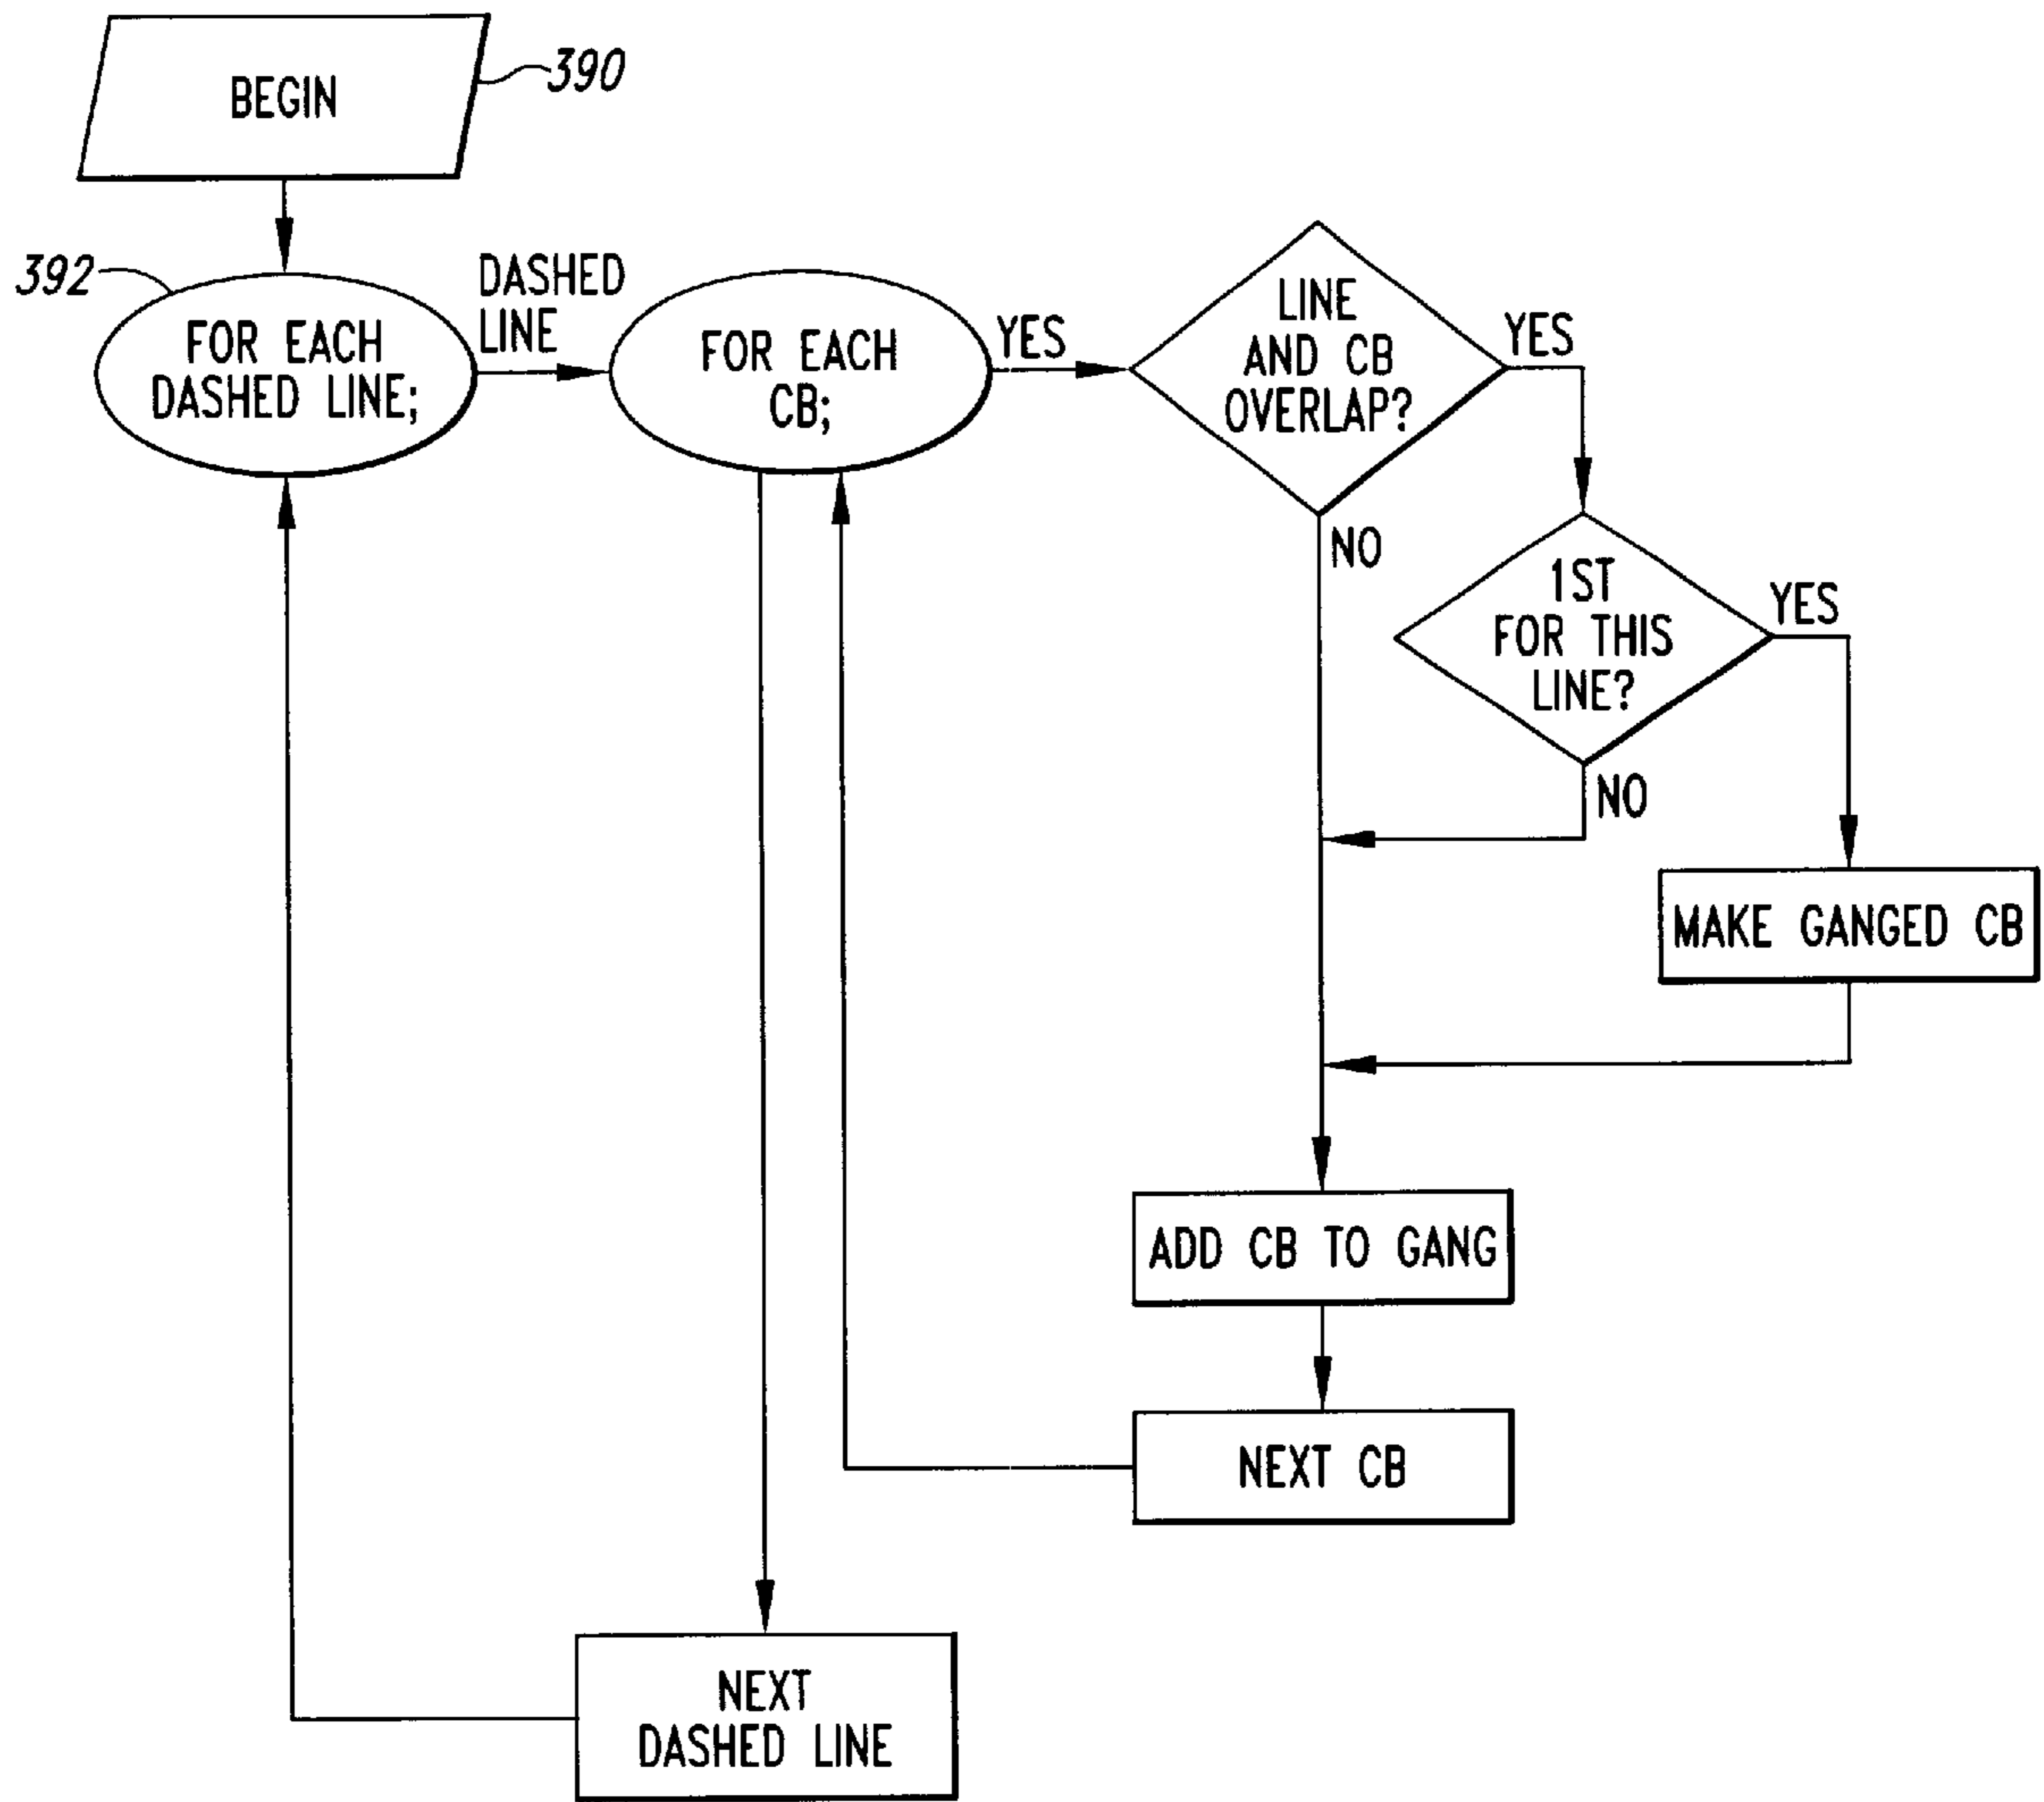 BEGIN
390
392
FOR EACH
DASHED LINE;
DASHED
LINE
FOR EACH
CB;
YES
LINE
AND CB
OVERLAP?
YES
NO
1ST
FOR THIS
LINE?
YES
NO
MAKE GANGED CB
ADD CB TO GANG
NEXT CB
NEXT
DASHED LINE